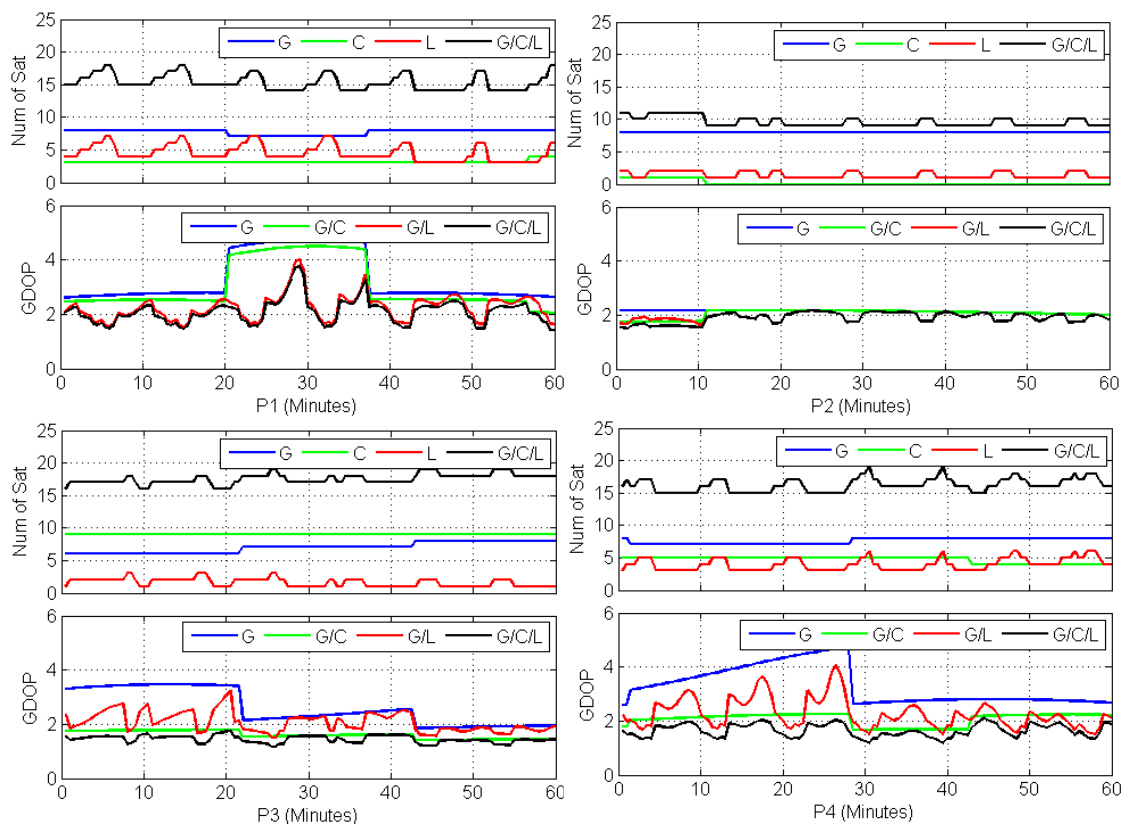 25
20
15
10
5
0
Num of Sat
G C L G/C/L
6
4
2
0
GDOP
G G/C G/L G/C/L
0 10 20 30 40 50 60
P1 (Minutes)
25
20
15
10
5
0
Num of Sat
G C L G/C/L
6
4
2
0
GDOP
G G/C G/L G/C/L
0 10 20 30 40 50 60
P2 (Minutes)
25
20
15
10
5
0
Num of Sat
G C L G/C/L
6
4
2
0
GDOP
G G/C G/L G/C/L
0 10 20 30 40 50 60
P3 (Minutes)
25
20
15
10
5
0
Num of Sat
G C L G/C/L
6
4
2
0
GDOP
G G/C G/L G/C/L
0 10 20 30 40 50 60
P4 (Minutes)